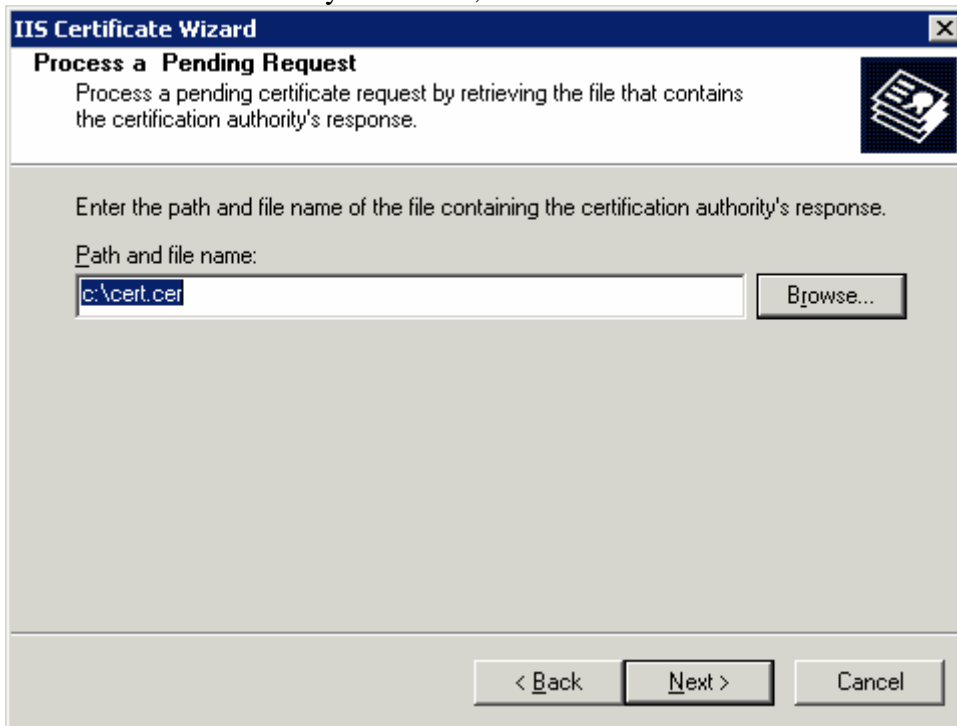 IIS Certificate Wizard
Process a Pending Request
Process a pending certificate request by retrieving the file that contains
the certification authority's response.
Enter the path and file name of the file containing the certification authority's response.
Path and file name:
c:\cert.cer
Browse...
< Back
Next >
Cancel